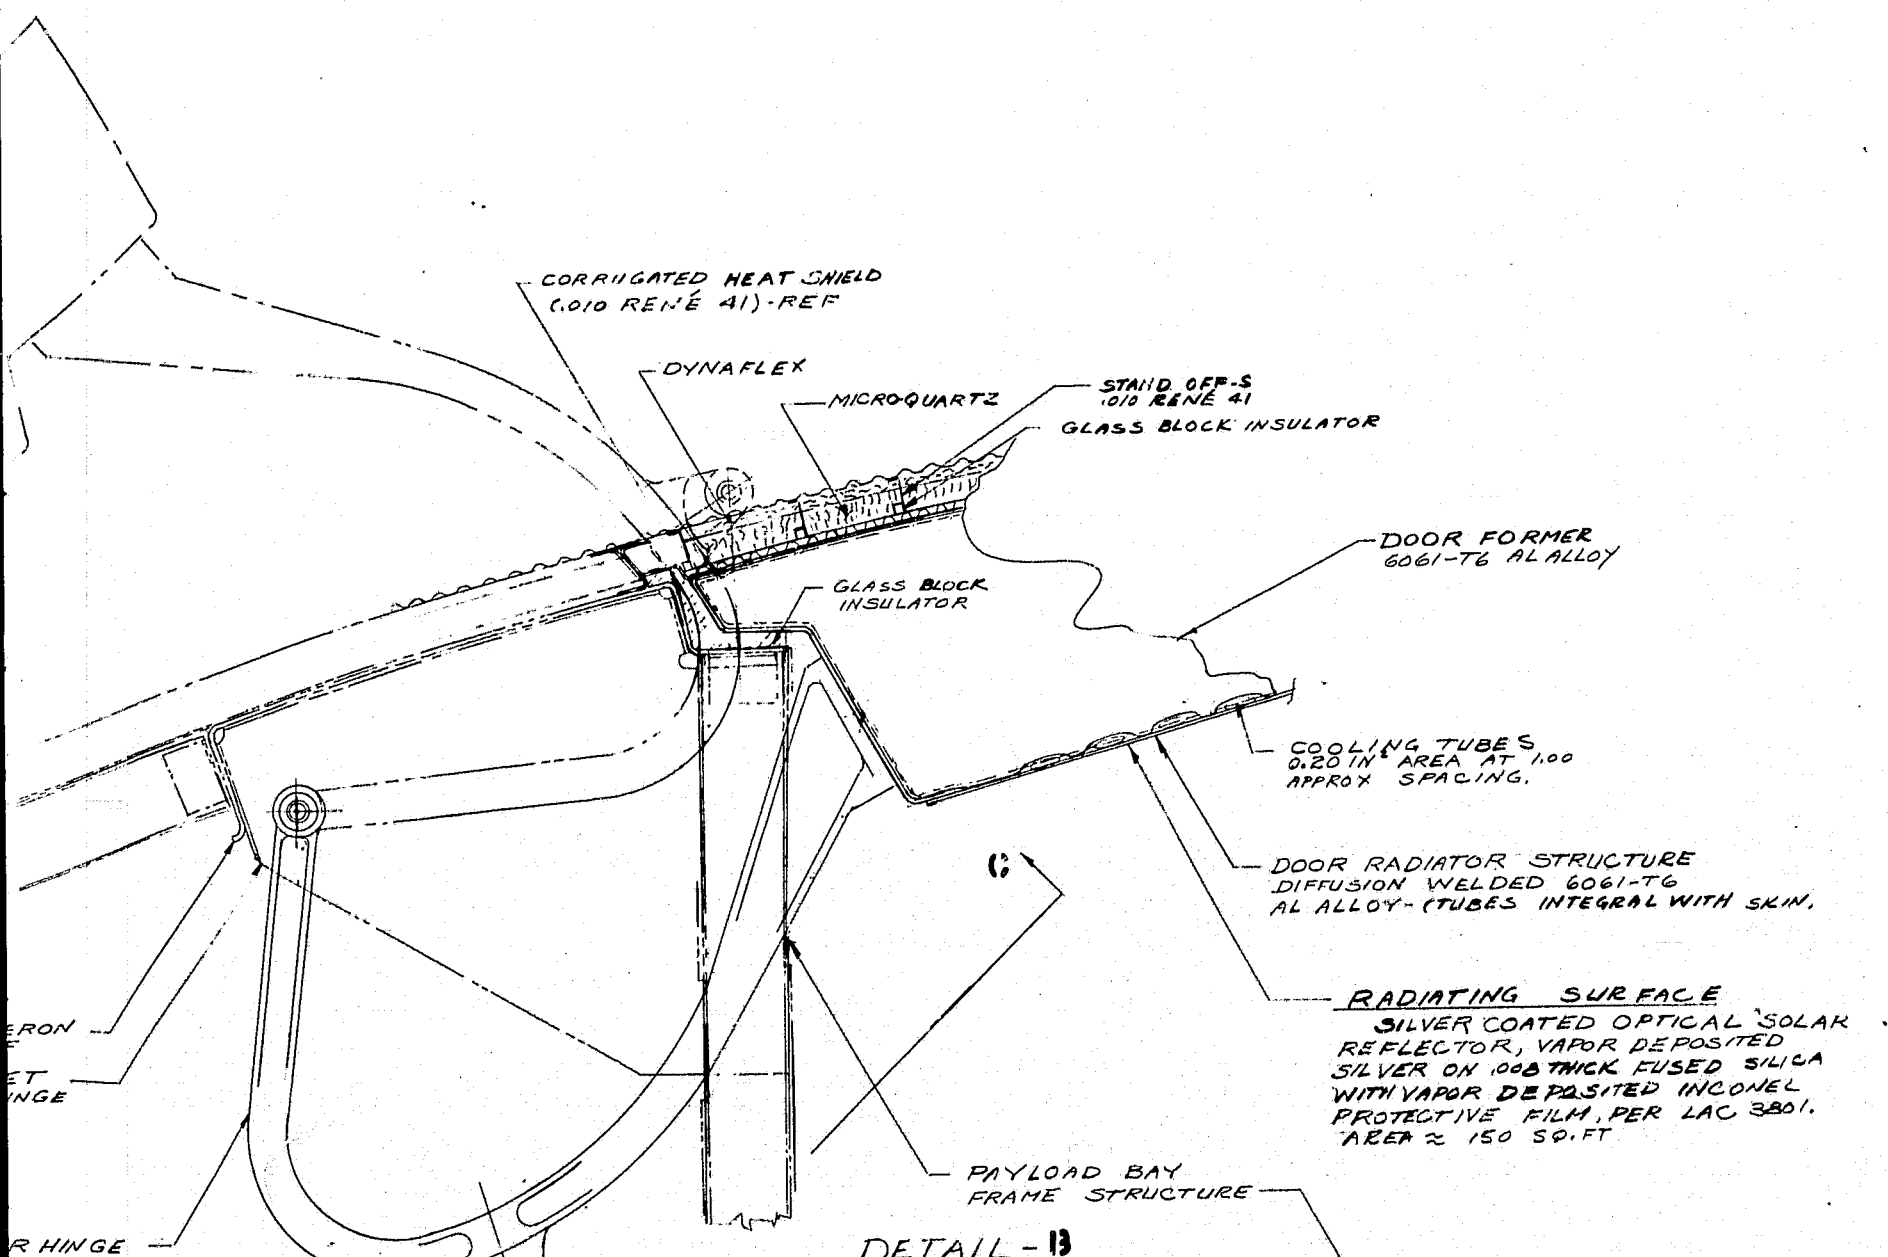 CORRUGATED HEAT SHIELD
(.010 RENÉ 41)-REF
DYNAFLEX
MICROQUARTZ
STAND OFF-S
.010 RENÉ 41
GLASS BLOCK INSULATOR
DOOR FORMER
6061-T6 AL ALLOY
GLASS BLOCK
INSULATOR
COOLING TUBES
0.20 IN² AREA AT 1.00
APPROX SPACING.
C
DOOR RADIATOR STRUCTURE
DIFFUSION WELDED 6061-T6
AL ALLOY-(TUBES INTEGRAL WITH SKIN.
RADIATING SURFACE
SILVER COATED OPTICAL SOLAR
REFLECTOR, VAPOR DEPOSITED
SILVER ON .008 THICK FUSED SILICA
WITH VAPOR DEPOSITED INCONEL
PROTECTIVE FILM, PER LAC 3801.
AREA ≈ 150 SQ.FT
ERON
ET
INGE
PAYLOAD BAY
FRAME STRUCTURE
R HINGE
DETAIL - B